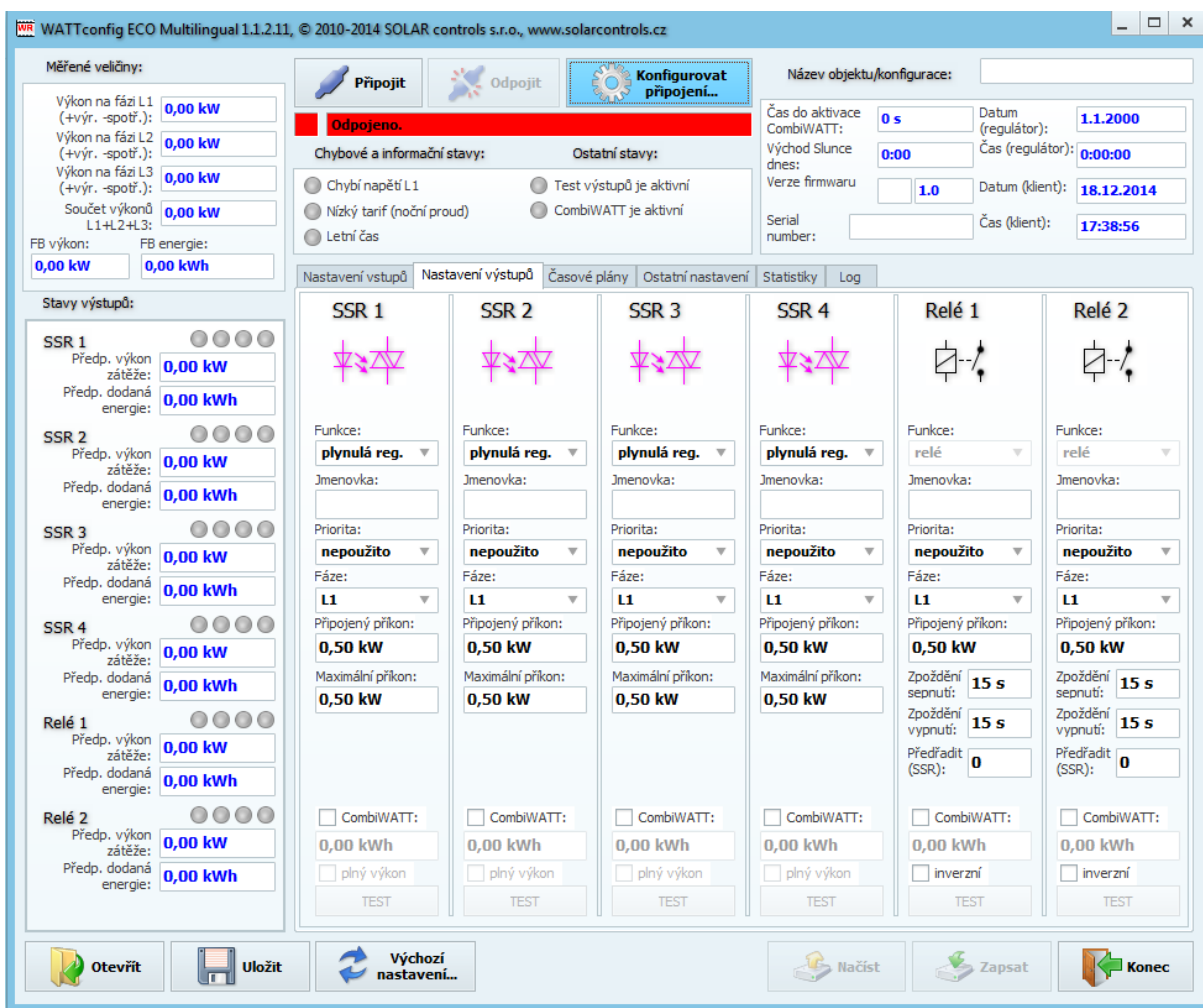 WATTconfig ECO Multilingual 1.1.2.11, © 2010-2014 SOLAR controls s.r.o., www.solarcontrols.cz
Měřené veličiny:
Výkon na fázi L1
(+výr. -spotř.):
0,00 kW
Výkon na fázi L2
(+výr. -spotř.):
0,00 kW
Výkon na fázi L3
(+výr. -spotř.):
0,00 kW
Součet výkonů
L1+L2+L3:
0,00 kW
FB výkon:
FB energie:
0,00 kW
0,00 kWh
Připojit
Odpojit
Konfigurovat
připojení...
Odpojeno.
Chybové a informační stavy:
Ostatní stavy:
Chybí napětí L1
Test výstupů je aktivní
Nízký tarif (noční proud)
CombiWATT je aktivní
Letní čas
Název objektu/konfigurace:
Čas do aktivace
CombiWATT:
0 s
Datum
(regulátor):
1.1.2000
Východ Slunce
dnes:
0:00
Čas (regulátor):
0:00:00
Verze firmwaru
1.0
Datum (klient):
18.12.2014
Serial
number:
Čas (klient):
17:38:56
Stavy výstupů:
SSR 1
Předp. výkon
zátěže:
0,00 kW
Předp. dodaná
energie:
0,00 kWh
SSR 2
Předp. výkon
zátěže:
0,00 kW
Předp. dodaná
energie:
0,00 kWh
SSR 3
Předp. výkon
zátěže:
0,00 kW
Předp. dodaná
energie:
0,00 kWh
SSR 4
Předp. výkon
zátěže:
0,00 kW
Předp. dodaná
energie:
0,00 kWh
Relé 1
Předp. výkon
zátěže:
0,00 kW
Předp. dodaná
energie:
0,00 kWh
Relé 2
Předp. výkon
zátěže:
0,00 kW
Předp. dodaná
energie:
0,00 kWh
Nastavení vstupů
Nastavení výstupů
Časové plány
Ostatní nastavení
Statistiky
Log
SSR 1
Funkce:
plynulá reg.
Jmenovka:
Priorita:
nepoužito
Fáze:
L1
Připojený příkon:
0,50 kW
Maximální příkon:
0,50 kW
CombiWATT:
0,00 kWh
plný výkon
TEST
SSR 2
Funkce:
plynulá reg.
Jmenovka:
Priorita:
nepoužito
Fáze:
L1
Připojený příkon:
0,50 kW
Maximální příkon:
0,50 kW
CombiWATT:
0,00 kWh
plný výkon
TEST
SSR 3
Funkce:
plynulá reg.
Jmenovka:
Priorita:
nepoužito
Fáze:
L1
Připojený příkon:
0,50 kW
Maximální příkon:
0,50 kW
CombiWATT:
0,00 kWh
plný výkon
TEST
SSR 4
Funkce:
plynulá reg.
Jmenovka:
Priorita:
nepoužito
Fáze:
L1
Připojený příkon:
0,50 kW
Maximální příkon:
0,50 kW
CombiWATT:
0,00 kWh
plný výkon
TEST
Relé 1
Funkce:
relé
Jmenovka:
Priorita:
nepoužito
Fáze:
L1
Připojený příkon:
0,50 kW
Zpoždění
sepnutí:
15 s
Zpoždění
vypnutí:
15 s
Předřadit
(SSR):
0
CombiWATT:
0,00 kWh
inverzní
TEST
Relé 2
Funkce:
relé
Jmenovka:
Priorita:
nepoužito
Fáze:
L1
Připojený příkon:
0,50 kW
Zpoždění
sepnutí:
15 s
Zpoždění
vypnutí:
15 s
Předřadit
(SSR):
0
CombiWATT:
0,00 kWh
inverzní
TEST
Otevřít
Uložit
Výchozí
nastavení...
Načíst
Zapsat
Konec